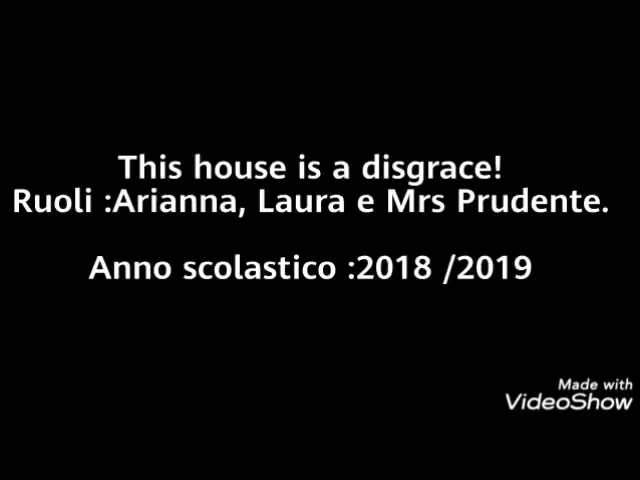 This house is a disgrace!
Ruoli :Arianna, Laura e Mrs Prudente.
Anno scolastico :2018 /2019
Made with
VideoShow